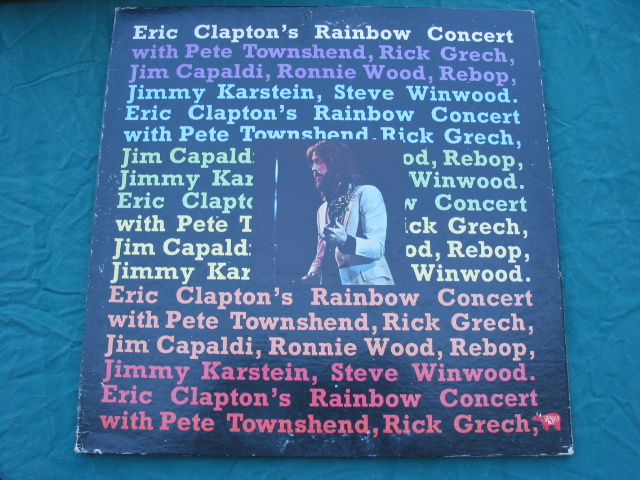 Eric Clapton's Rainbow Concert
with Pete Townshend, Rick Grech,
Jim Capaldi, Ronnie Wood, Rebop,
Jimmy Karstein, Steve Winwood.
Eric Clapton's Rainbow Concert
with Pete Townshend, Rick Grech,
Jim Capaldi od, Rebop,
Jimmy Kar Winwood.
Eric Clapto w Concert
with Pete T ick Grech,
Jim Capaldi od, Rebop,
Jimmy Kar Winwood.
Eric Clapton's Rainbow Concert
with Pete Townshend, Rick Grech,
Jim Capaldi, Ronnie Wood, Rebop,
Jimmy Karstein, Steve Winwood.
Eric Clapton's Rainbow Concert
with Pete Townshend, Rick Grech,
RSO